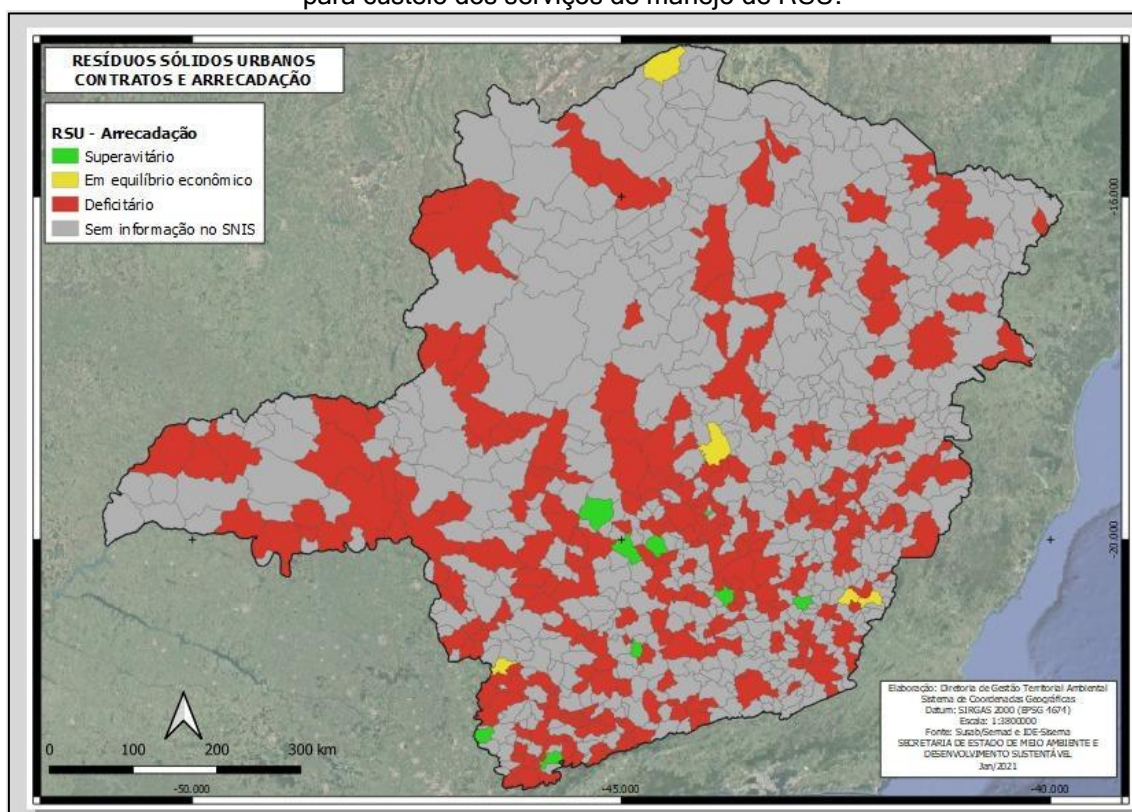 para custeio dos serviços de manejo de RSU.
RESÍDUOS SÓLIDOS URBANOS
CONTRATOS E ARRECADAÇÃO
RSU - Arrecadação
Superavitário
Em equilíbrio econômico
Deficitário
Sem informação no SNIS
-16.000
-20.000
0 100 200 300 km
Elaboração: Diretoria de Gestão Territorial Ambiental
Sistema de Coordenadas Geográficas
Datum: SIRGAS 2000 (EPSG 4674)
Escala: 1:3800000
Fonte: Susab/Semad e IDE-Sisema
SECRETARIA DE ESTADO DE MEIO AMBIENTE E
DESENVOLVIMENTO SUSTENTÁVEL
Jan/2021
-50.000 -45.000 -40.000